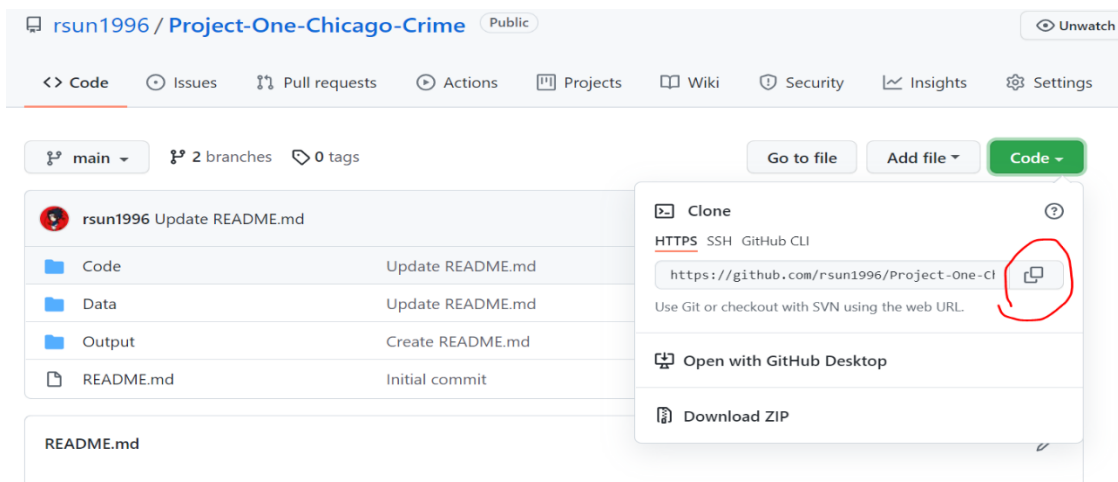 rsun1996 / Project-One-Chicago-Crime Public Unwatch
<> Code Issues Pull requests Actions Projects Wiki Security Insights Settings
main 2 branches 0 tags Go to file Add file Code
rsun1996 Update README.md
Code Update README.md
Data Update README.md
Output Create README.md
README.md Initial commit
README.md
Clone
HTTPS SSH GitHub CLI
https://github.com/rsun1996/Project-One-Ch
Use Git or checkout with SVN using the web URL.
Open with GitHub Desktop
Download ZIP